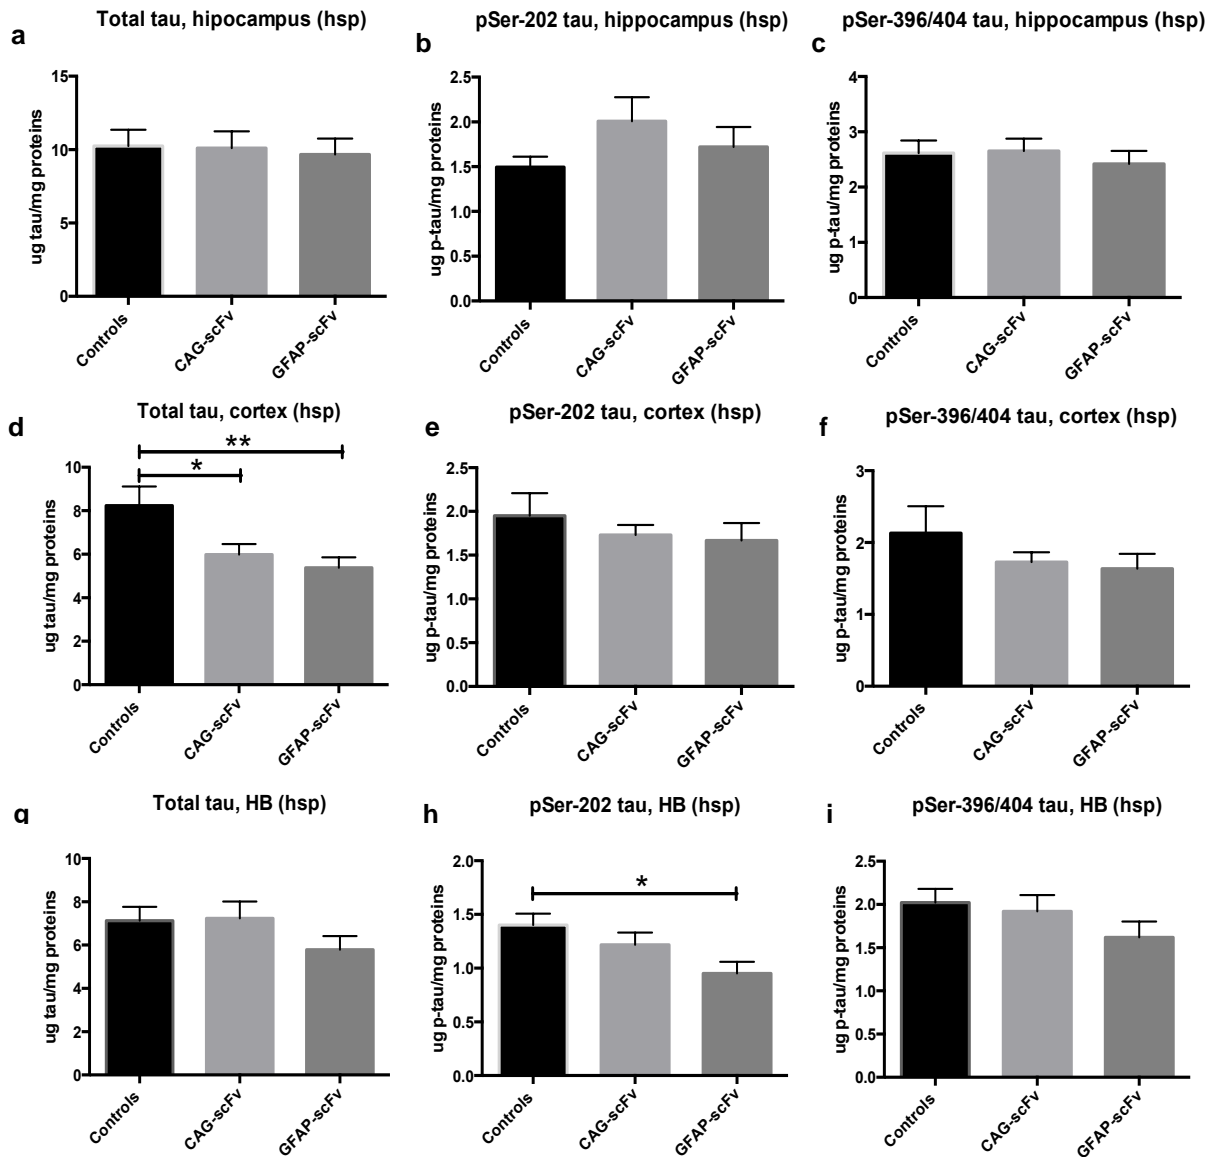 a
Total tau, hipocampus (hsp)
ug tau/mg proteins
15
10
5
0
Controls
CAG-scFv
GFAP-scFv
b
pSer-202 tau, hippocampus (hsp)
ug p-tau/mg proteins
2.5
2.0
1.5
1.0
0.5
0.0
Controls
CAG-scFv
GFAP-scFv
c
pSer-396/404 tau, hippocampus (hsp)
ug p-tau/mg proteins
4
3
2
1
0
Controls
CAG-scFv
GFAP-scFv
d
Total tau, cortex (hsp)
**
*
ug tau/mg proteins
10
8
6
4
2
0
Controls
CAG-scFv
GFAP-scFv
e
pSer-202 tau, cortex (hsp)
ug p-tau/mg proteins
2.5
2.0
1.5
1.0
0.5
0.0
Controls
CAG-scFv
GFAP-scFv
f
pSer-396/404 tau, cortex (hsp)
ug p-tau/mg proteins
3
2
1
0
Controls
CAG-scFv
GFAP-scFv
g
Total tau, HB (hsp)
ug tau/mg proteins
10
8
6
4
2
0
Controls
CAG-scFv
GFAP-scFv
h
pSer-202 tau, HB (hsp)
*
ug p-tau/mg proteins
2.0
1.5
1.0
0.5
0.0
Controls
CAG-scFv
GFAP-scFv
i
pSer-396/404 tau, HB (hsp)
ug p-tau/mg proteins
2.5
2.0
1.5
1.0
0.5
0.0
Controls
CAG-scFv
GFAP-scFv